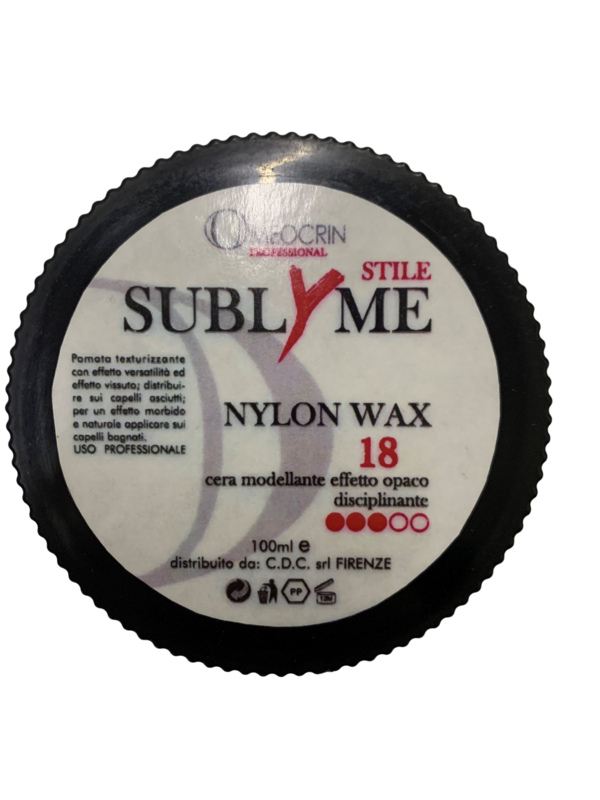 OMEOCRIN
PROFESSIONAL
STILE
SUBLYME
Pomata texturizzante
con effetto versatilità ed
effetto vissuto; distribui-
re sui capelli asciutti;
per un effetto morbido
e naturale applicare sui
capelli bagnati.
USO PROFESSIONALE
NYLON WAX
18
cera modellante effetto opaco
disciplinante
100ml e
distribuito da: C.D.C. srl FIRENZE
PP